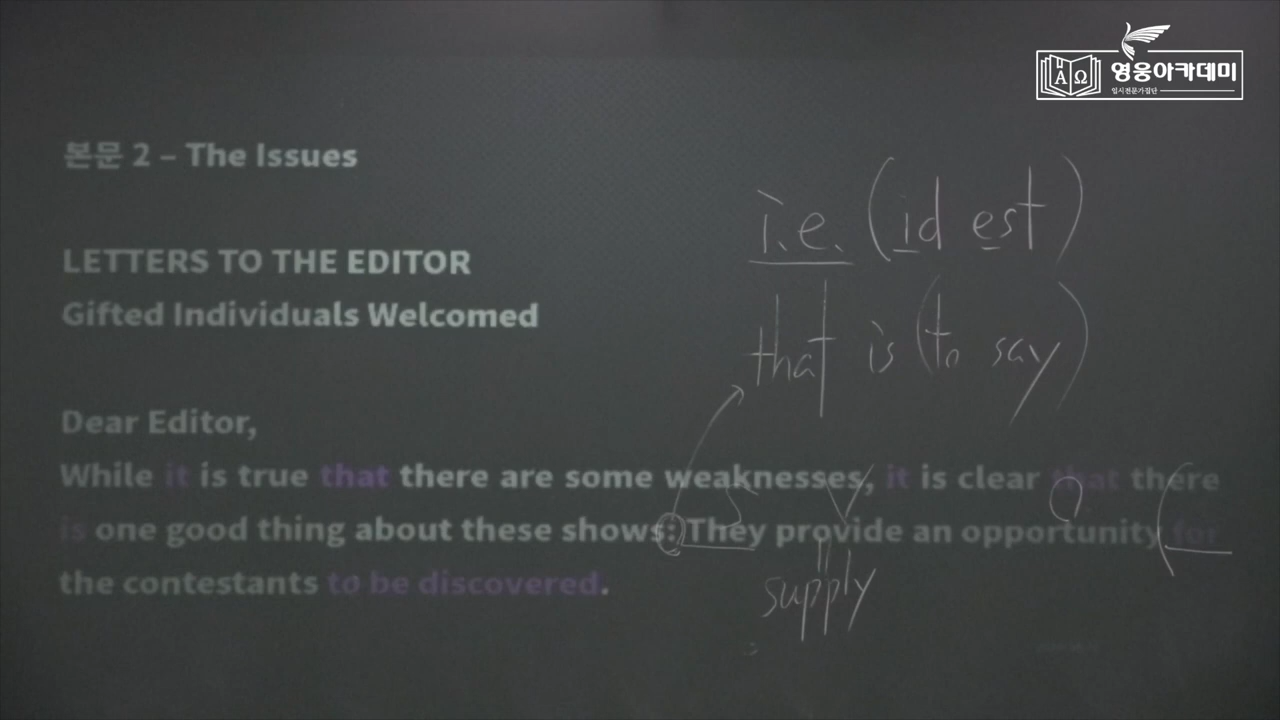 영웅아카데미
입시전문가집단
본문 2 – The Issues
LETTERS TO THE EDITOR
Gifted Individuals Welcomed
Dear Editor,
While it is true that there are some weaknesses, it is clear that there
is one good thing about these shows: They provide an opportunity for
the contestants to be discovered.
i.e. (id est)
that is (to say)
S V O (
supply